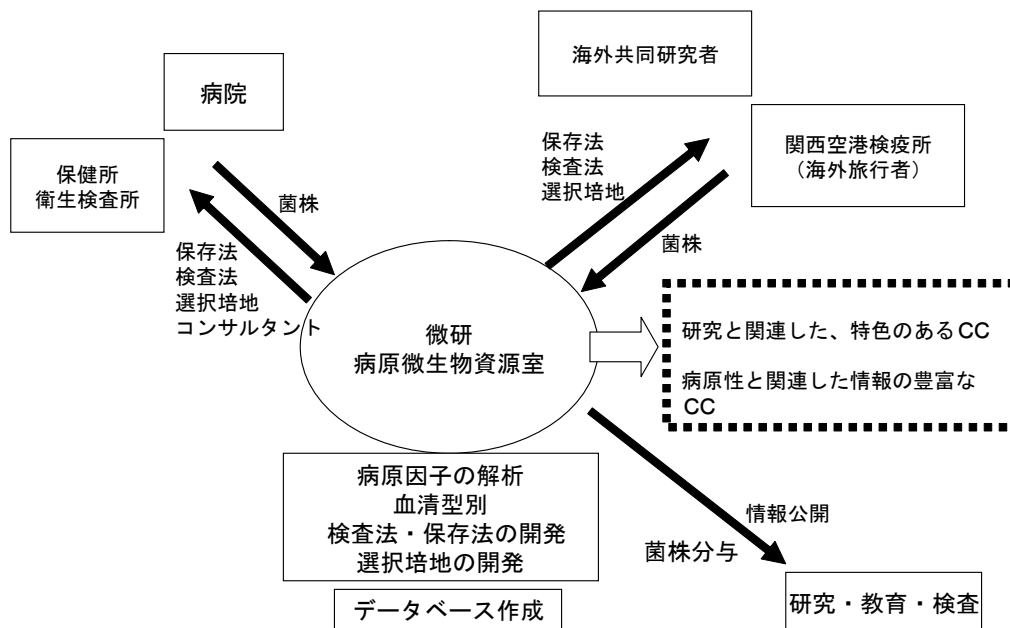 海外共同研究者
病院
関西空港検疫所
（海外旅行者）
保健所
衛生検査所
保存法
検査法
選択培地
菌株
菌株
保存法
検査法
選択培地
コンサルタント
微研
病原微生物資源室
研究と関連した、特色のあるCC
病原性と関連した情報の豊富な
CC
病原因子の解析
血清型別
検査法・保存法の開発
選択培地の開発
情報公開
菌株分与
データベース作成
研究・教育・検査